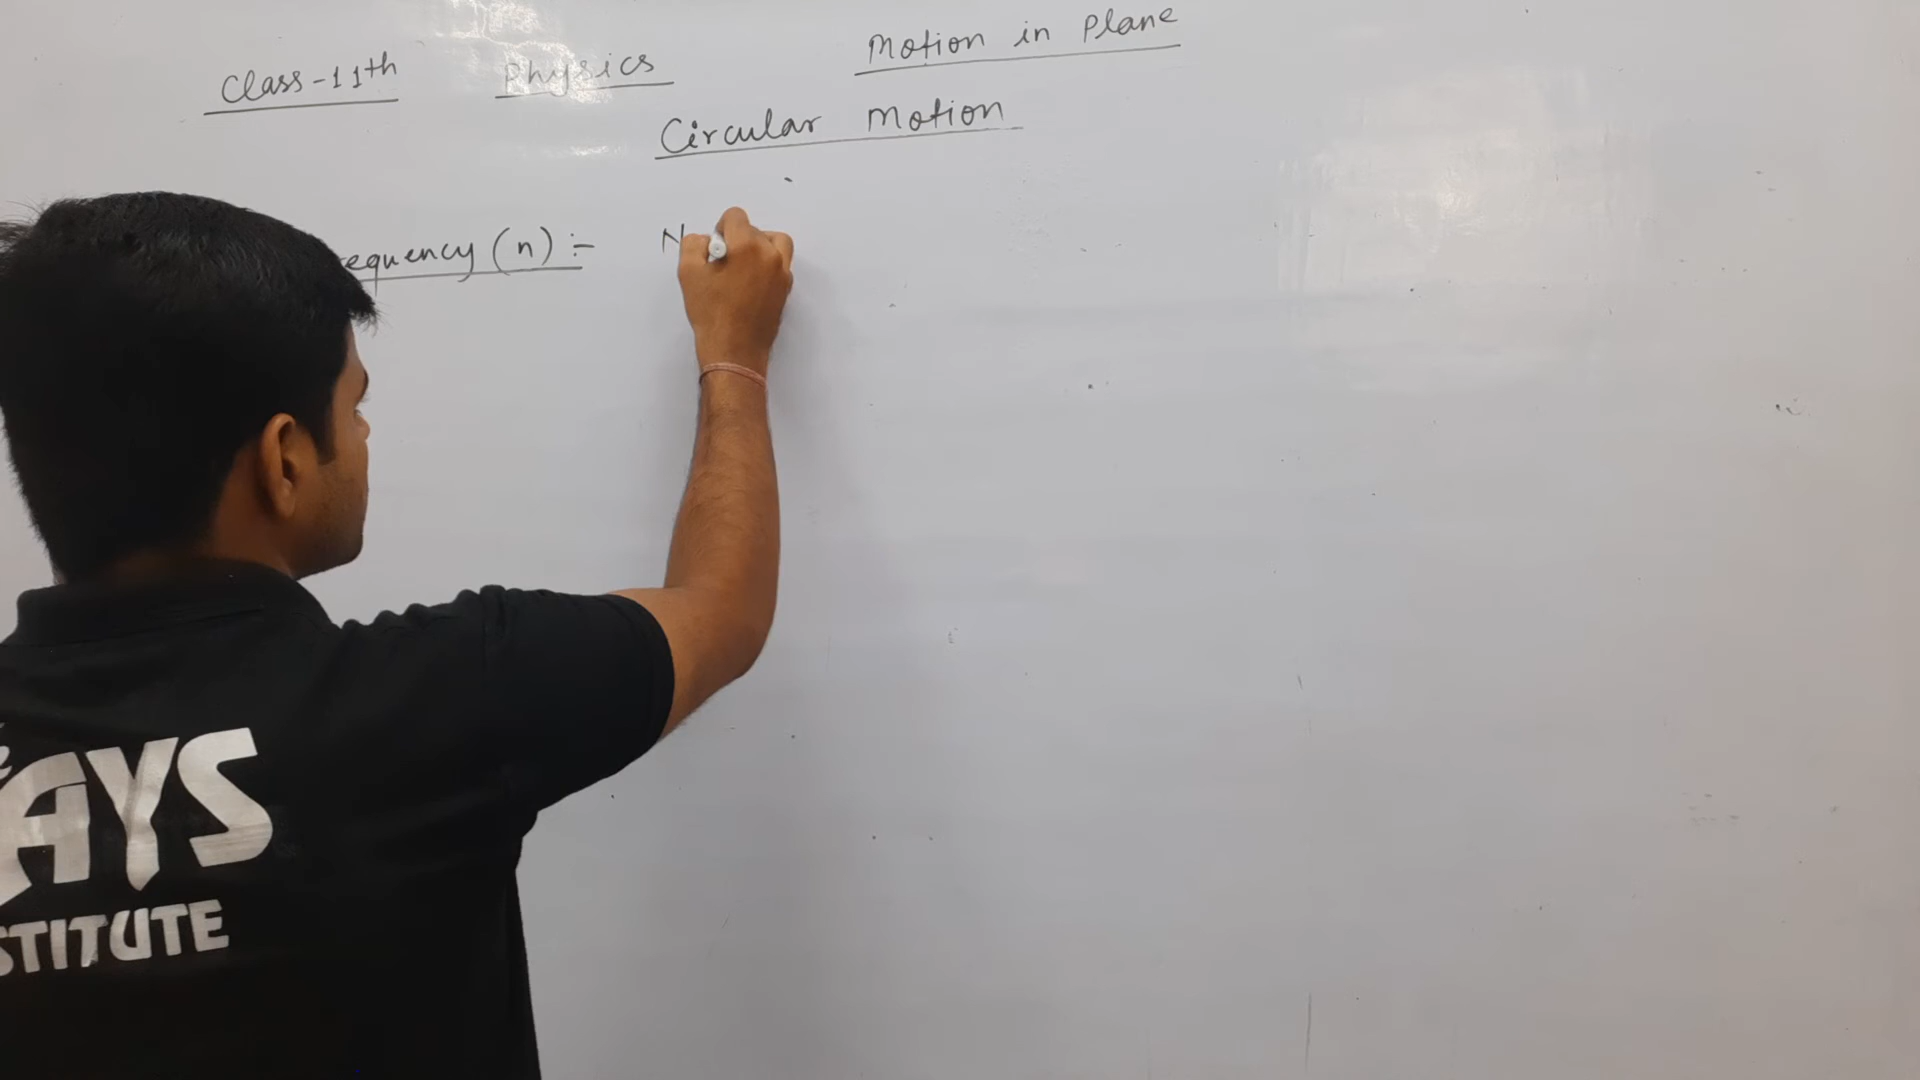 Class-11th Physics Motion in Plane
Circular Motion
equency (n) :- N
AYS
STITUTE